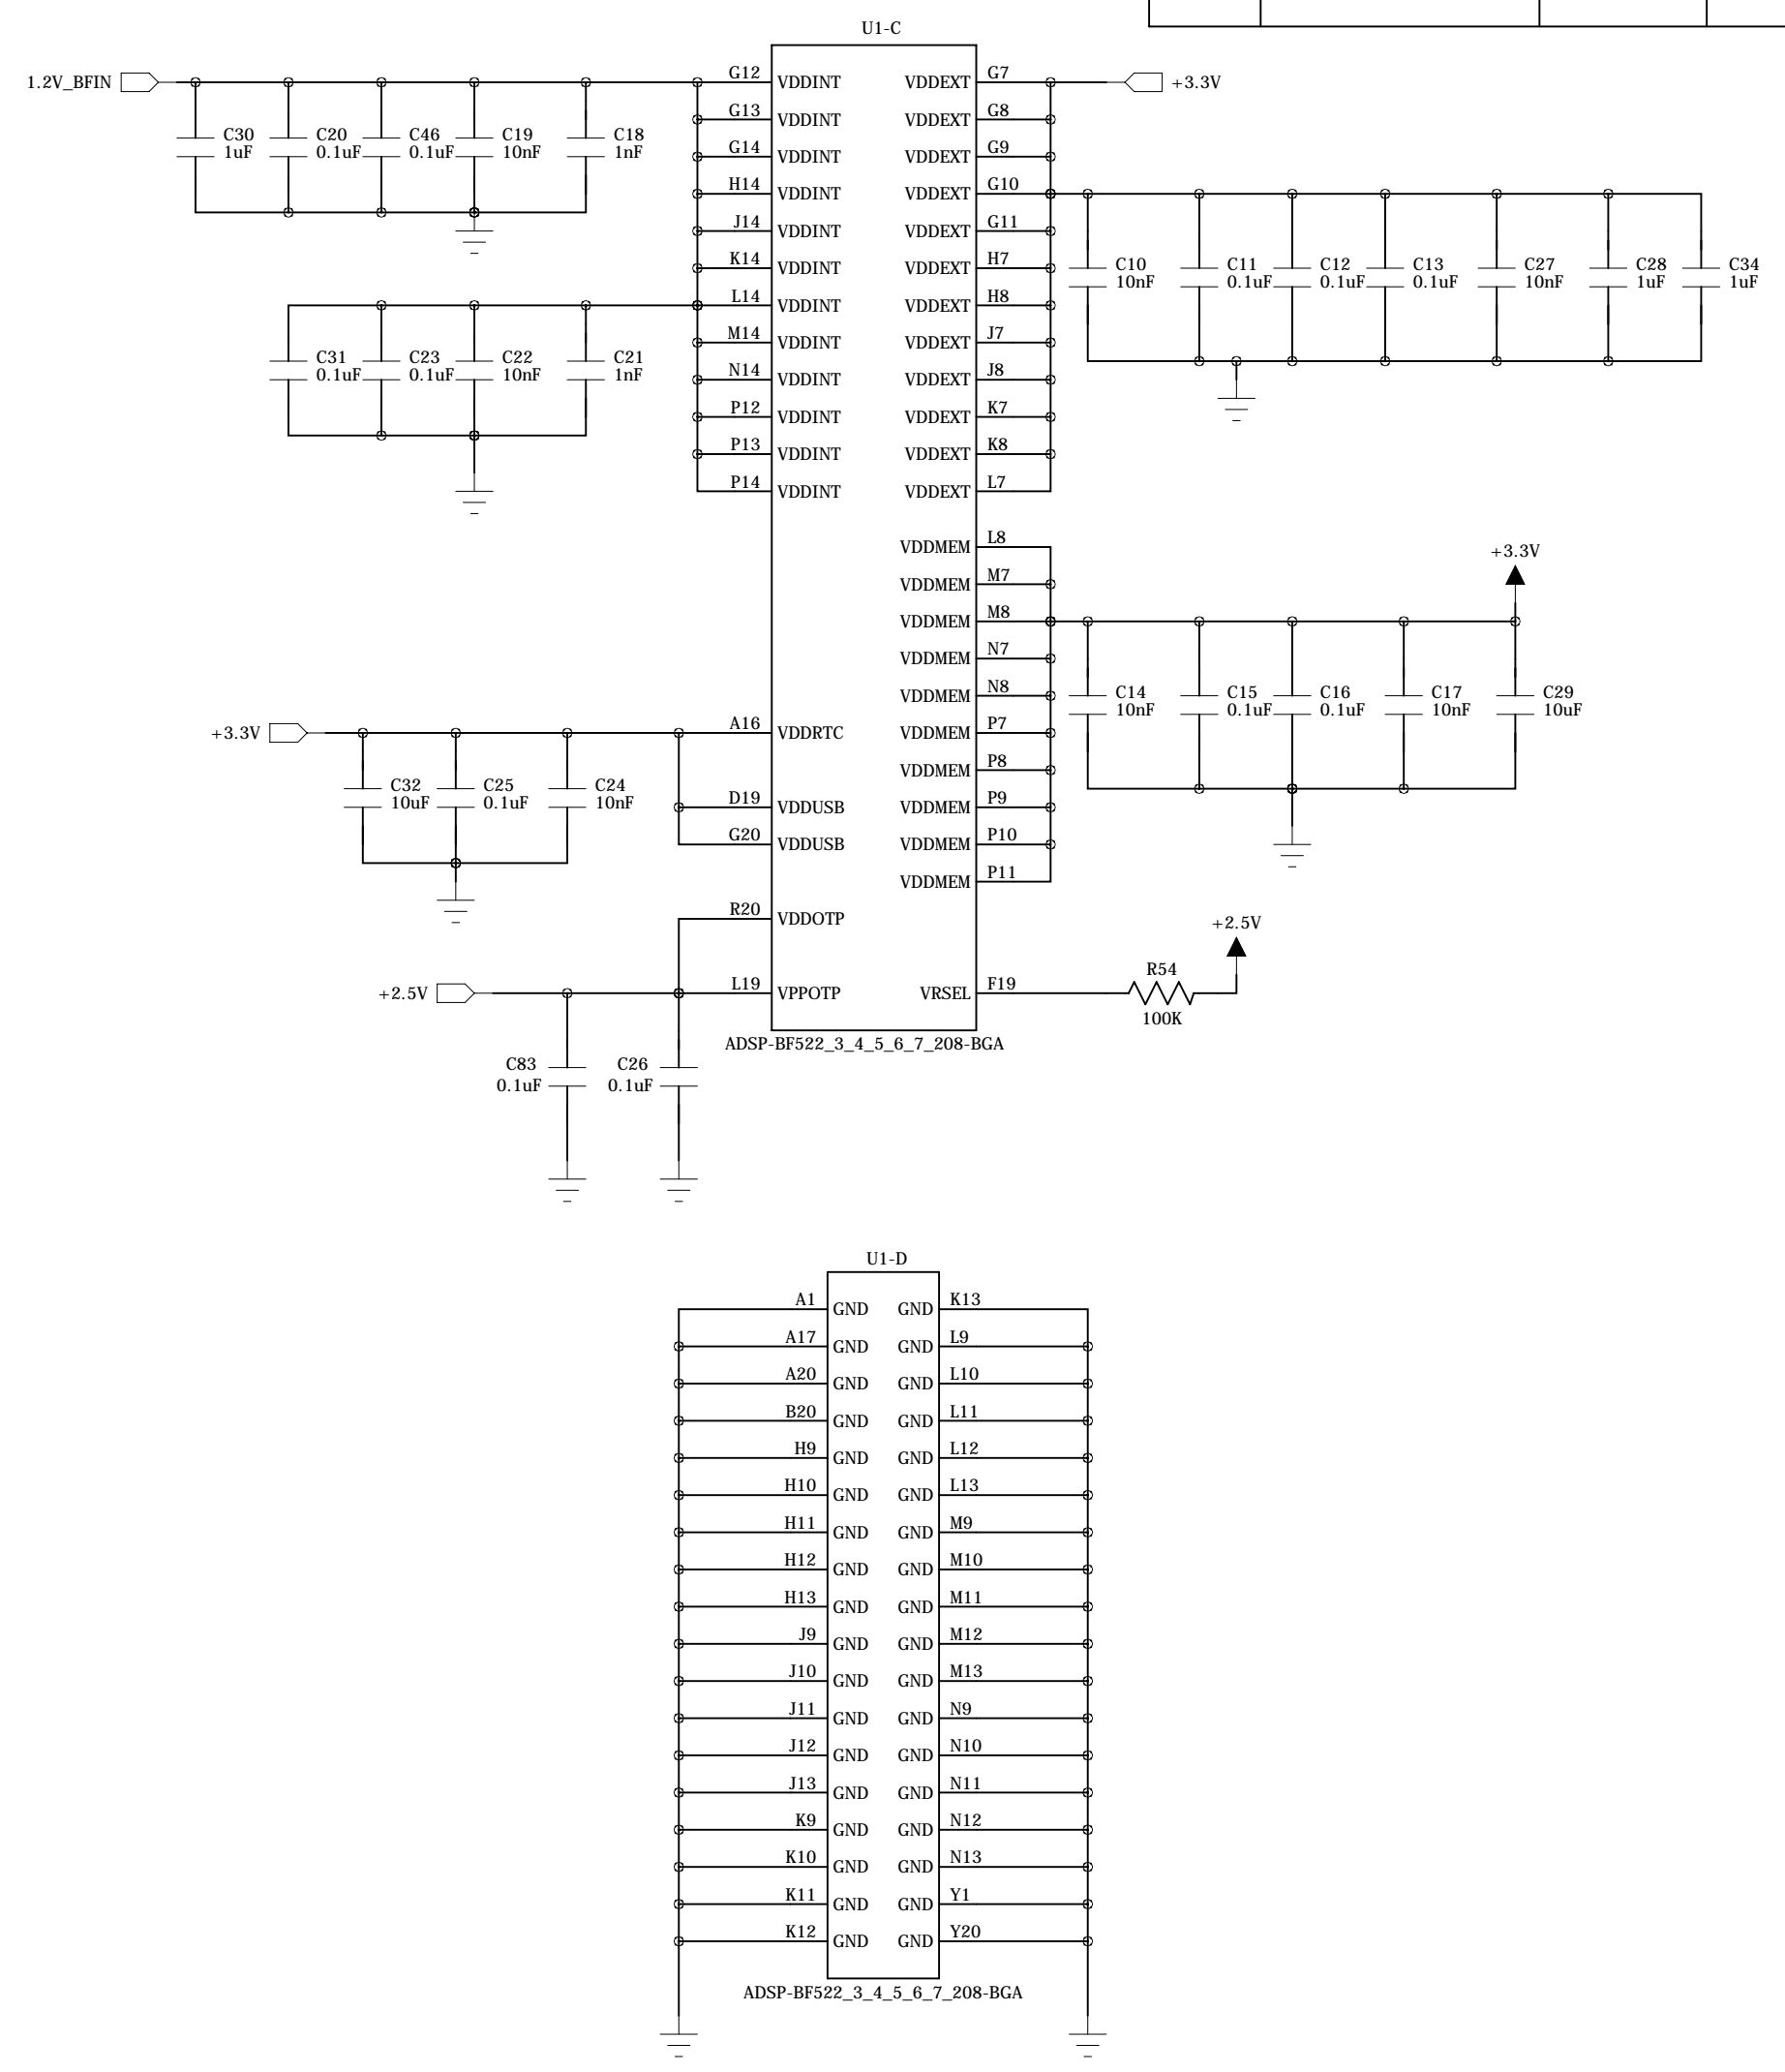 U1-C
1.2V_BFIN
+3.3V
G12 VDDINT VDDEXT G7
G13 VDDINT VDDEXT G8
G14 VDDINT VDDEXT G9
H14 VDDINT VDDEXT G10
J14 VDDINT VDDEXT G11
K14 VDDINT VDDEXT H7
L14 VDDINT VDDEXT H8
M14 VDDINT VDDEXT J7
N14 VDDINT VDDEXT J8
P12 VDDINT VDDEXT K7
P13 VDDINT VDDEXT K8
P14 VDDINT VDDEXT L7
C30 C20 C46 C19 C18
1uF 0.1uF 0.1uF 10nF 1nF
C10 C11 C12 C13 C27 C28 C34
10nF 0.1uF 0.1uF 0.1uF 10nF 1uF 1uF
C31 C23 C22 C21
0.1uF 0.1uF 10nF 1nF
VDDMEM L8
VDDMEM M7
VDDMEM M8
VDDMEM N7
VDDMEM N8
VDDMEM P7
VDDMEM P8
VDDMEM P9
VDDMEM P10
VDDMEM P11
+3.3V
C14 C15 C16 C17 C29
10nF 0.1uF 0.1uF 10nF 10uF
+3.3V
A16 VDDRTC
C32 C25 C24
10uF 0.1uF 10nF
D19 VDDUSB
G20 VDDUSB
R20 VDDOTP
+2.5V
L19 VPPOTP
VRSEL F19
R54
100K
+2.5V
ADSP-BF522_3_4_5_6_7_208-BGA
C83 C26
0.1uF 0.1uF
U1-D
A1 GND GND K13
A17 GND GND L9
A20 GND GND L10
B20 GND GND L11
H9 GND GND L12
H10 GND GND L13
H11 GND GND M9
H12 GND GND M10
H13 GND GND M11
J9 GND GND M12
J10 GND GND M13
J11 GND GND N9
J12 GND GND N10
J13 GND GND N11
K9 GND GND N12
K10 GND GND N13
K11 GND GND Y1
K12 GND GND Y20
ADSP-BF522_3_4_5_6_7_208-BGA